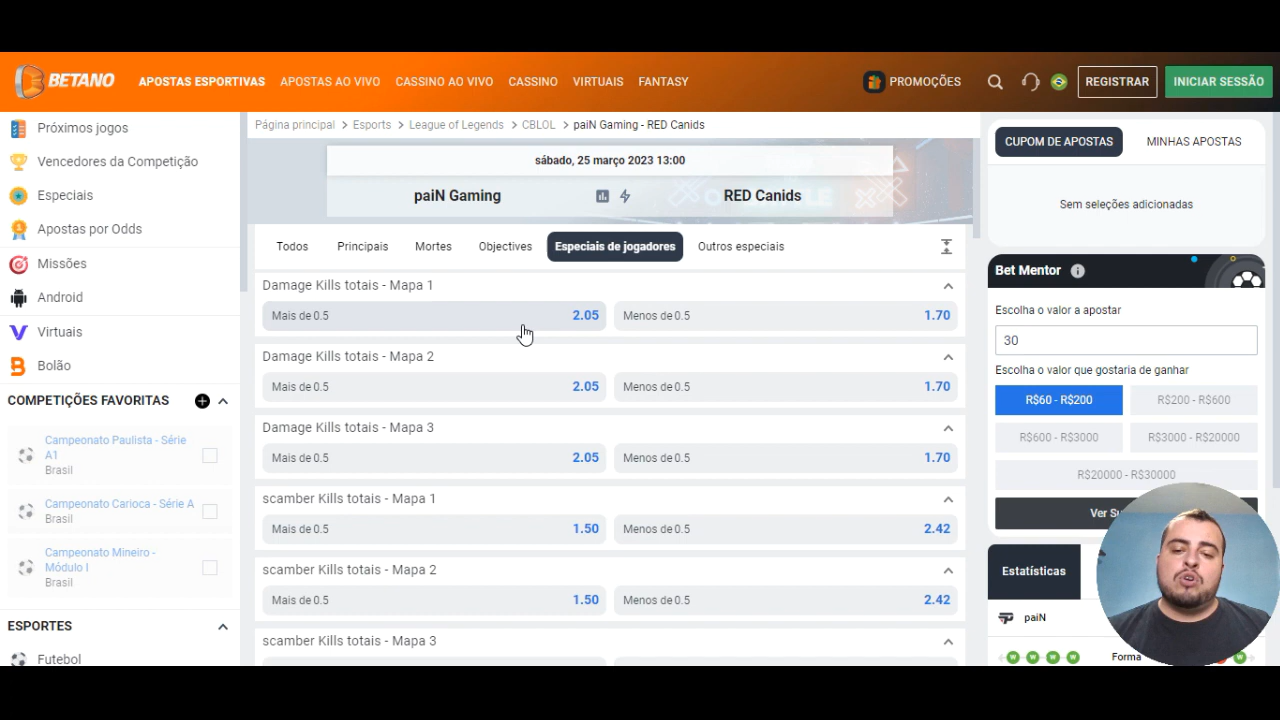 BETANO
APOSTAS ESPORTIVAS
APOSTAS AO VIVO
CASSINO AO VIVO
CASSINO
VIRTUAIS
FANTASY
PROMOÇÕES
REGISTRAR
INICIAR SESSÃO
Próximos jogos
Vencedores da Competição
Especiais
Apostas por Odds
Missões
Android
Virtuais
Bolão
COMPETIÇÕES FAVORITAS
Campeonato Paulista - Série
A1
Brasil
Campeonato Carioca - Série A
Brasil
Campeonato Mineiro -
Módulo I
Brasil
ESPORTES
Futebol
Página principal > Esports > League of Legends > CBLOL > paiN Gaming - RED Canids
sábado, 25 março 2023 13:00
paiN Gaming
RED Canids
Todos
Principais
Mortes
Objectives
Especiais de jogadores
Outros especiais
Damage Kills totais - Mapa 1
Mais de 0.5 2.05
Menos de 0.5 1.70
Damage Kills totais - Mapa 2
Mais de 0.5 2.05
Menos de 0.5 1.70
Damage Kills totais - Mapa 3
Mais de 0.5 2.05
Menos de 0.5 1.70
scamber Kills totais - Mapa 1
Mais de 0.5 1.50
Menos de 0.5 2.42
scamber Kills totais - Mapa 2
Mais de 0.5 1.50
Menos de 0.5 2.42
scamber Kills totais - Mapa 3
CUPOM DE APOSTAS
MINHAS APOSTAS
Sem seleções adicionadas
Bet Mentor
Escolha o valor a apostar
30
Escolha o valor que gostaria de ganhar
R$60 - R$200
R$200 - R$600
R$600 - R$3000
R$3000 - R$20000
R$20000 - R$30000
Ver
Estatísticas
paiN
W W W W
Forma
W